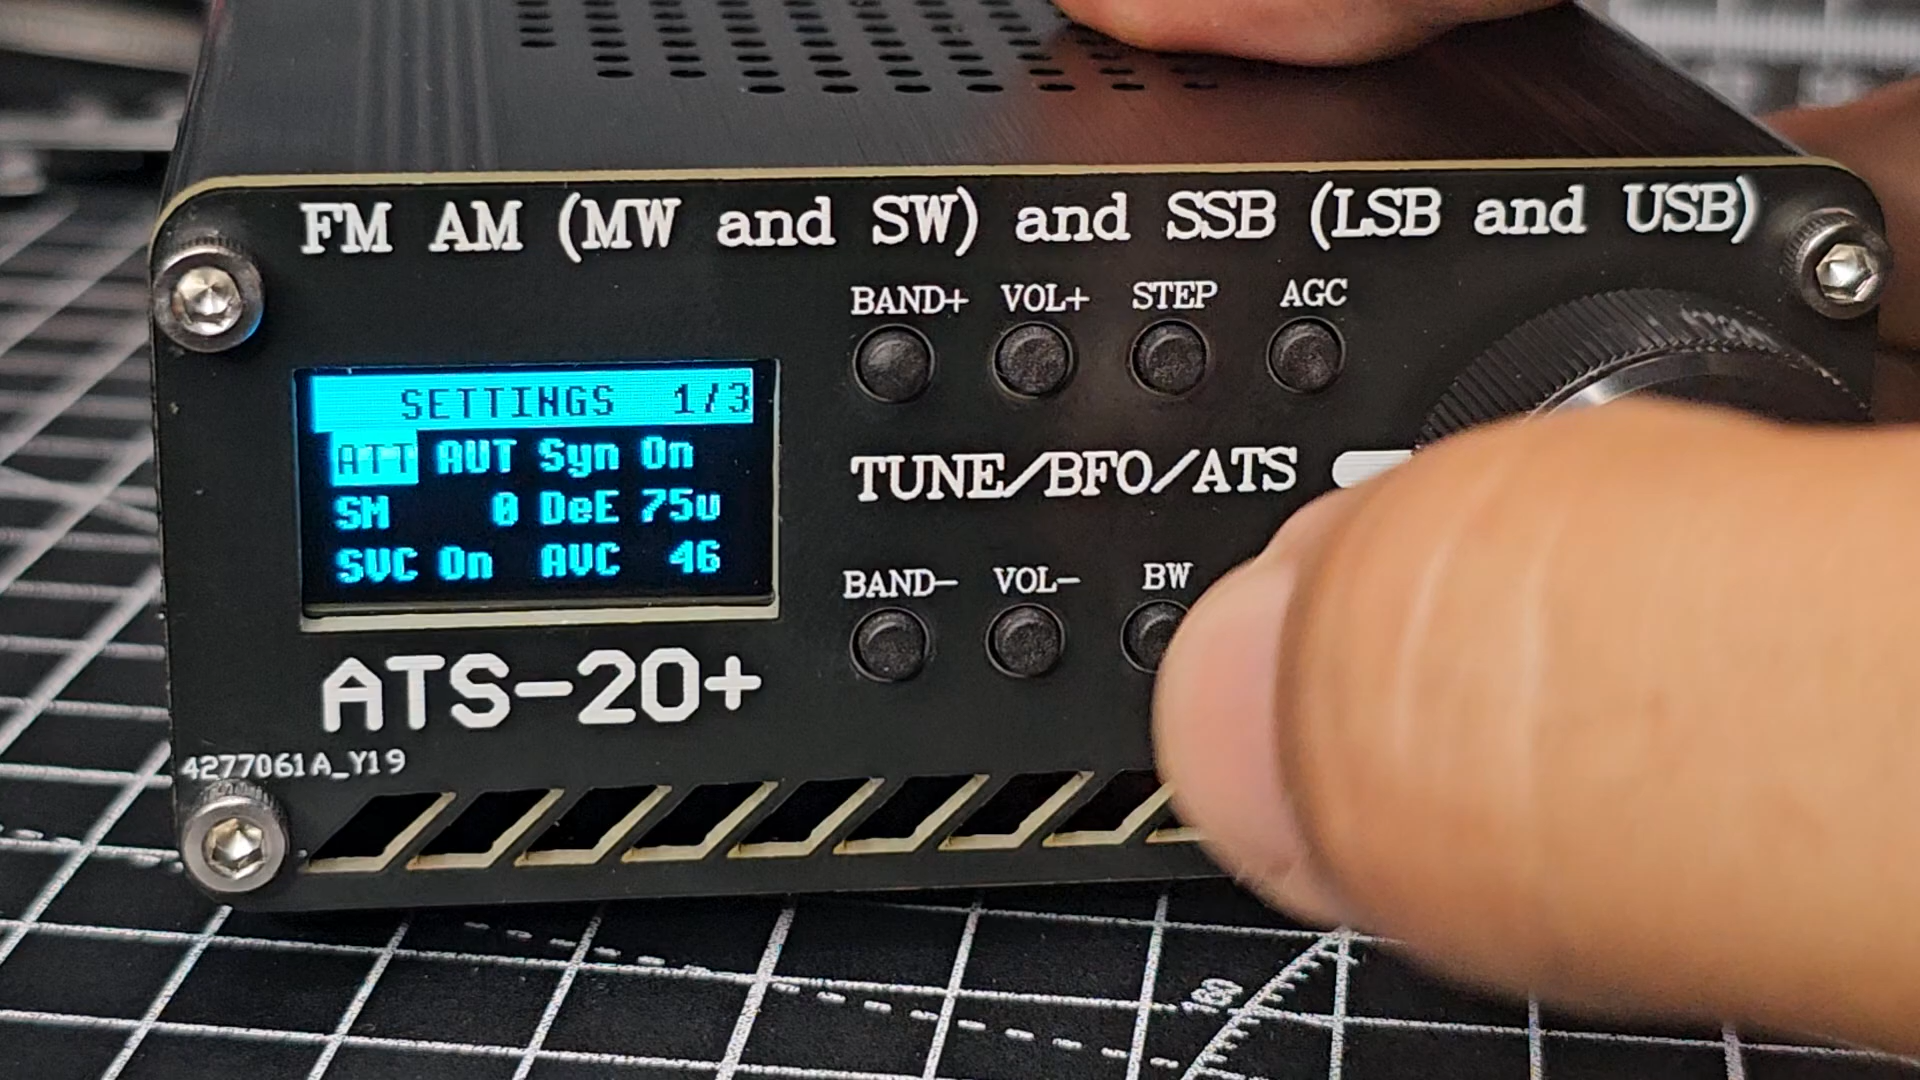 FM AM (MW and SW) and SSB (LSB and USB)
BAND+ VOL+ STEP AGC
SETTINGS 1/3
ATT AUT Syn On
SM 0 DeE 75u
SVC On AVC 46
TUNE/BFO/ATS
BAND- VOL- BW
ATS-20+
4277061A_Y19
160